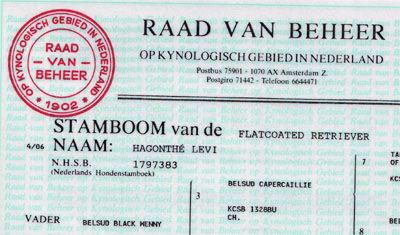 OP KYNOLOGISCH GEBIED IN NEDERLAND
RAAD
VAN
BEHEER
1902
RAAD VAN BEHEER
OP KYNOLOGISCH GEBIED IN NEDERLAND
Postbus 75901 - 1070 AX Amsterdam Z.
Postgiro 71442 - Telefoon 6644471
STAMBOOM van de FLATCOATED RETRIEVER
4/06 NAAM: HAGONTHÉ LEVI
N.H.S.B. 1797383
(Nederlands Hondenstamboek)
7
3
BELSUD CAPERCAILLIE
KCSB 1328BU
CH.
VADER BELSUD BLACK MENNY
8